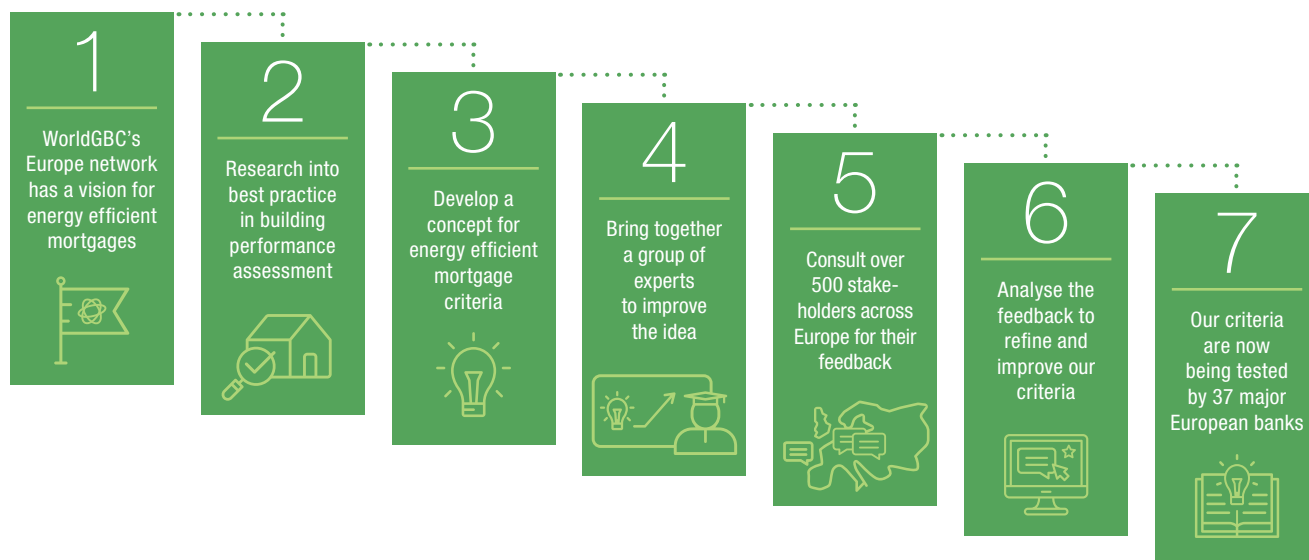 1
WorldGBC's
Europe network
has a vision for
energy efficient
mortgages
2
Research into
best practice
in building
performance
assessment
3
Develop a
concept for
energy efficient
mortgage
criteria
4
Bring together
a group of
experts
to improve
the idea
5
Consult over
500 stake-
holders across
Europe for their
feedback
6
Analyse the
feedback to
refine and
improve our
criteria
7
Our criteria
are now
being tested
by 37 major
European banks